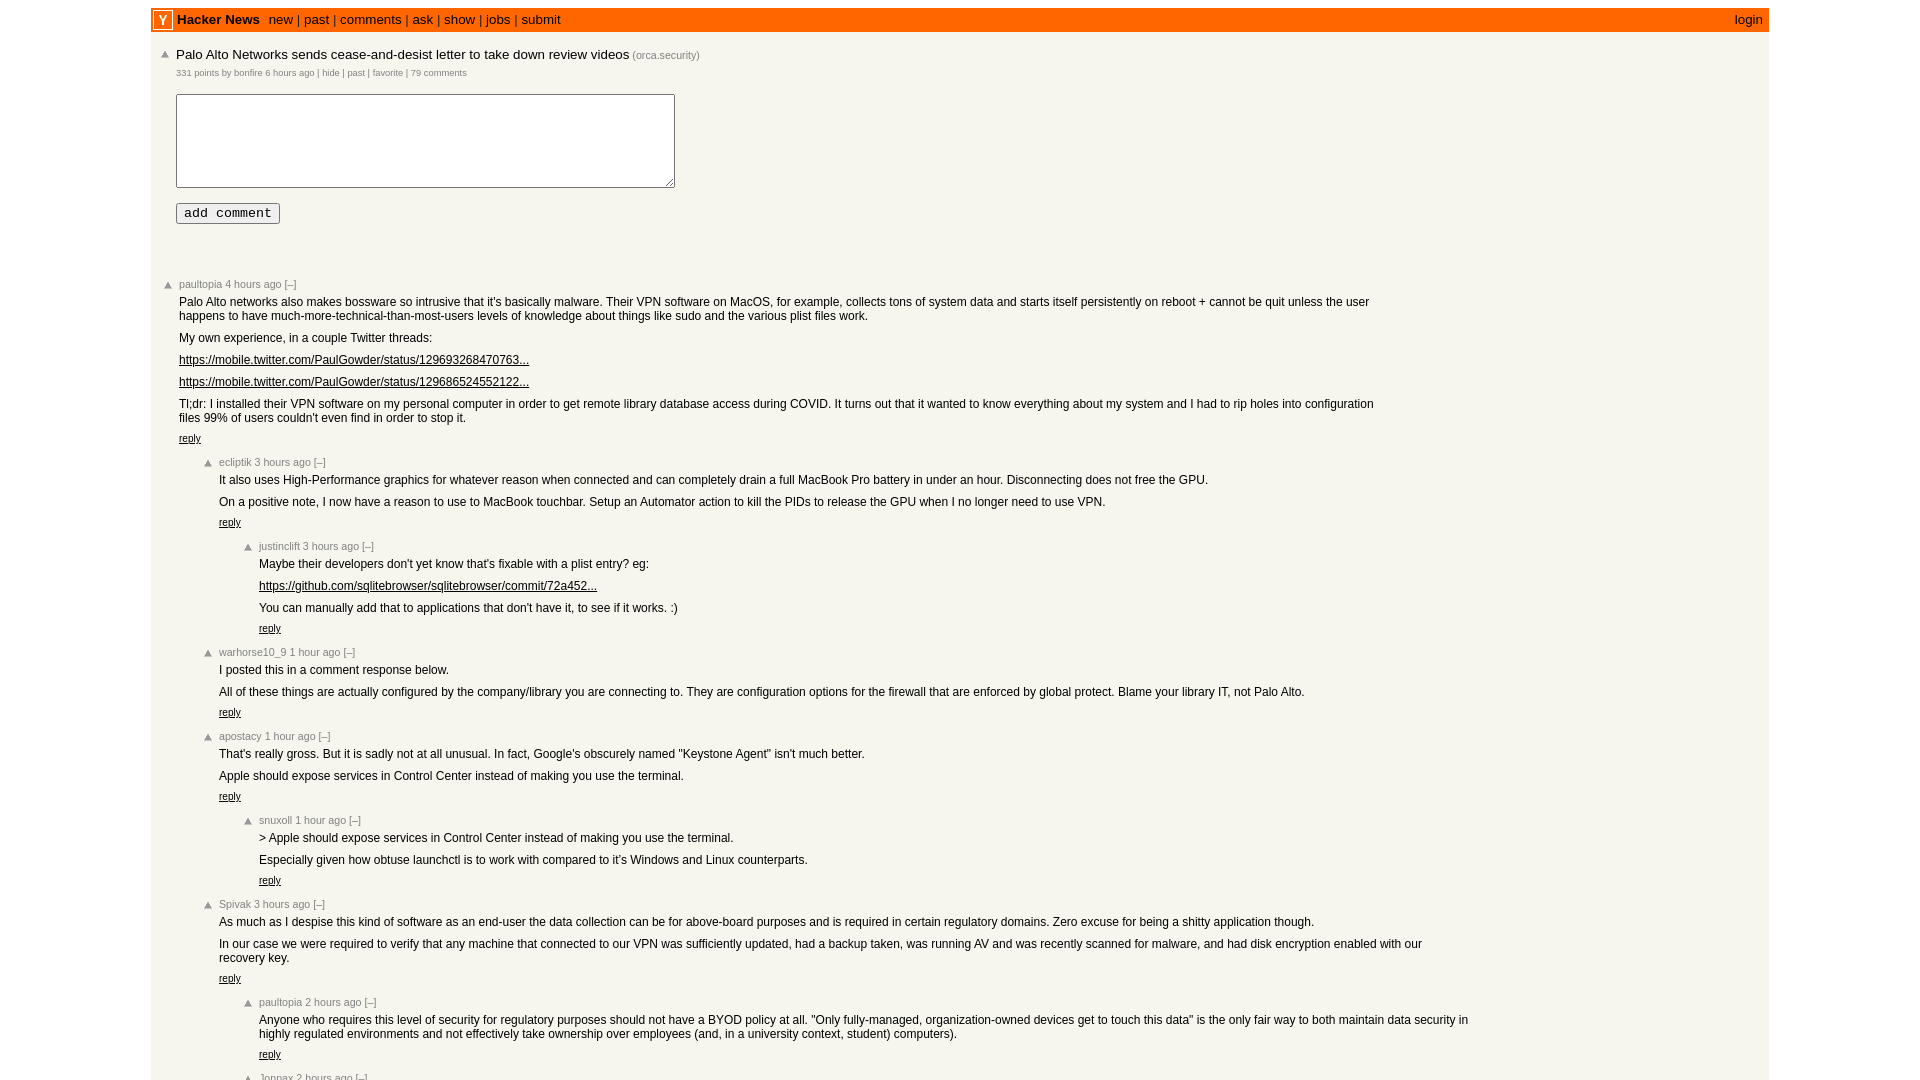 Y Hacker News new | past | comments | ask | show | jobs | submit login
Palo Alto Networks sends cease-and-desist letter to take down review videos (orca.security)
331 points by bonfire 6 hours ago | hide | past | favorite | 79 comments
add comment
paultopia 4 hours ago [–]
Palo Alto networks also makes bossware so intrusive that it's basically malware. Their VPN software on MacOS, for example, collects tons of system data and starts itself persistently on reboot + cannot be quit unless the user
happens to have much-more-technical-than-most-users levels of knowledge about things like sudo and the various plist files work.
My own experience, in a couple Twitter threads:
https://mobile.twitter.com/PaulGowder/status/129693268470763...
https://mobile.twitter.com/PaulGowder/status/129686524552122...
Tl;dr: I installed their VPN software on my personal computer in order to get remote library database access during COVID. It turns out that it wanted to know everything about my system and I had to rip holes into configuration
files 99% of users couldn't even find in order to stop it.
reply
ecliptik 3 hours ago [–]
It also uses High-Performance graphics for whatever reason when connected and can completely drain a full MacBook Pro battery in under an hour. Disconnecting does not free the GPU.
On a positive note, I now have a reason to use to MacBook touchbar. Setup an Automator action to kill the PIDs to release the GPU when I no longer need to use VPN.
reply
justinclift 3 hours ago [–]
Maybe their developers don't yet know that's fixable with a plist entry? eg:
https://github.com/sqlitebrowser/sqlitebrowser/commit/72a452...
You can manually add that to applications that don't have it, to see if it works. :)
reply
warhorse10_9 1 hour ago [–]
I posted this in a comment response below.
All of these things are actually configured by the company/library you are connecting to. They are configuration options for the firewall that are enforced by global protect. Blame your library IT, not Palo Alto.
reply
apostacy 1 hour ago [–]
That's really gross. But it is sadly not at all unusual. In fact, Google's obscurely named "Keystone Agent" isn't much better.
Apple should expose services in Control Center instead of making you use the terminal.
reply
snuxoll 1 hour ago [–]
> Apple should expose services in Control Center instead of making you use the terminal.
Especially given how obtuse launchctl is to work with compared to it's Windows and Linux counterparts.
reply
Spivak 3 hours ago [–]
As much as I despise this kind of software as an end-user the data collection can be for above-board purposes and is required in certain regulatory domains. Zero excuse for being a shitty application though.
In our case we were required to verify that any machine that connected to our VPN was sufficiently updated, had a backup taken, was running AV and was recently scanned for malware, and had disk encryption enabled with our
recovery key.
reply
paultopia 2 hours ago [–]
Anyone who requires this level of security for regulatory purposes should not have a BYOD policy at all. "Only fully-managed, organization-owned devices get to touch this data" is the only fair way to both maintain data security in
highly regulated environments and not effectively take ownership over employees (and, in a university context, student) computers).
reply
Jonnax 2 hours ago [–]